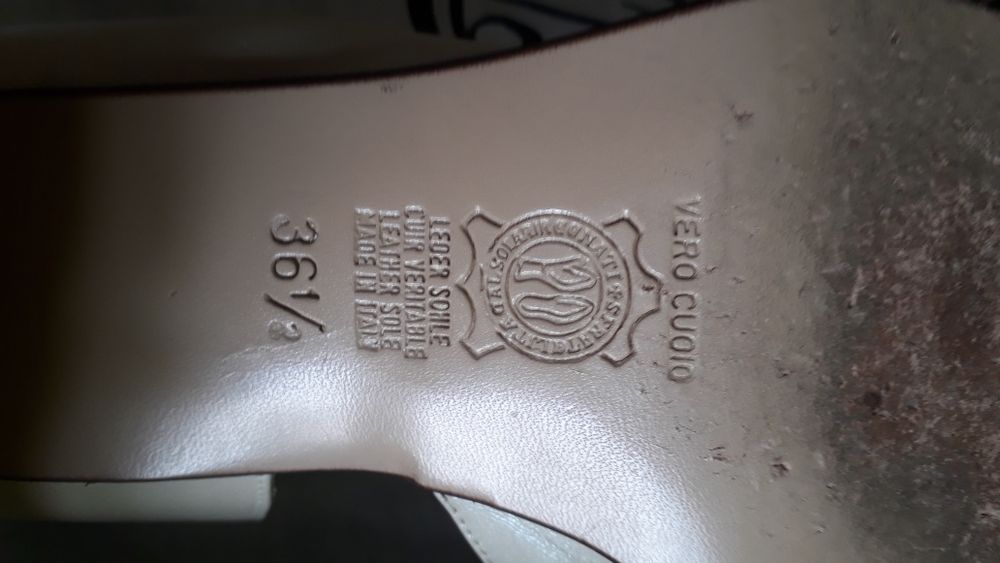 VERO CUOIO
LEDER SOHLE
CUIR VERITABLE
LEATHER SOLE
MADE IN ITALY
36½